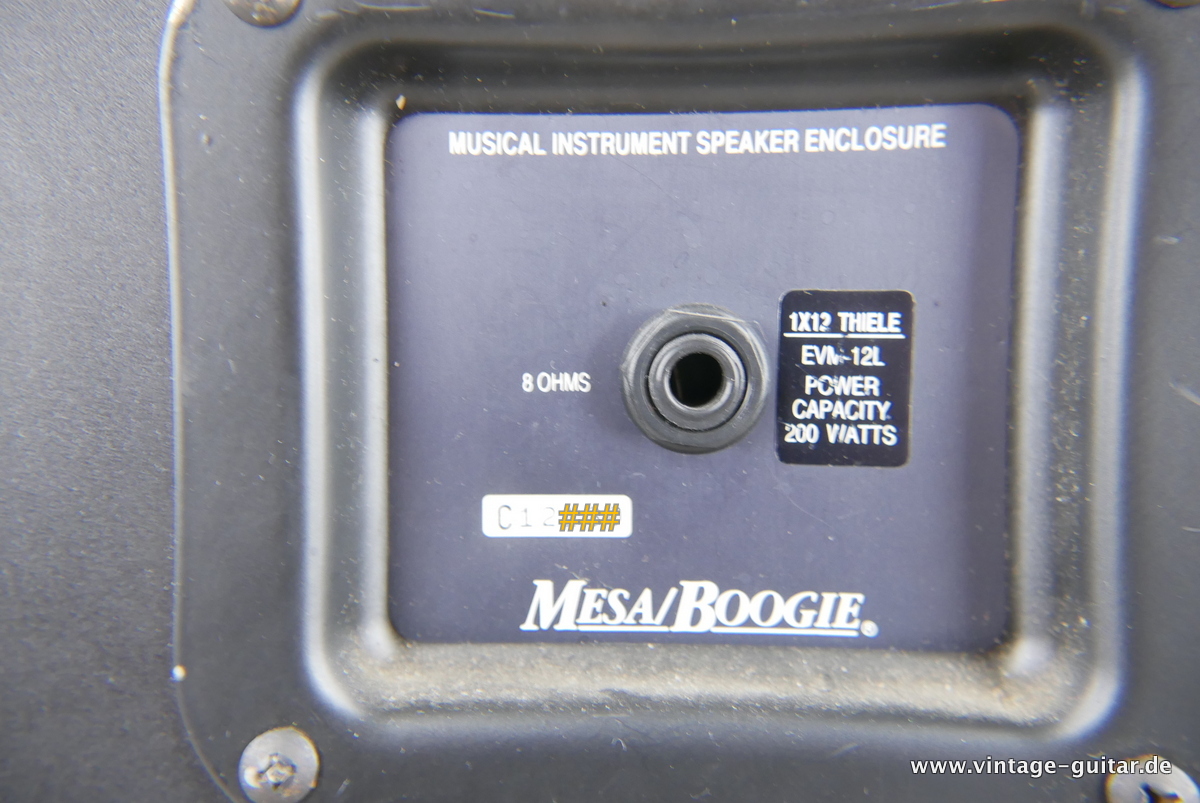 MUSICAL INSTRUMENT SPEAKER ENCLOSURE
1X12 THIELE
EVM-12L
POWER
CAPACITY
200 WATTS
8 OHMS
C12###
MESA/BOOGIE®
www.vintage-guitar.de